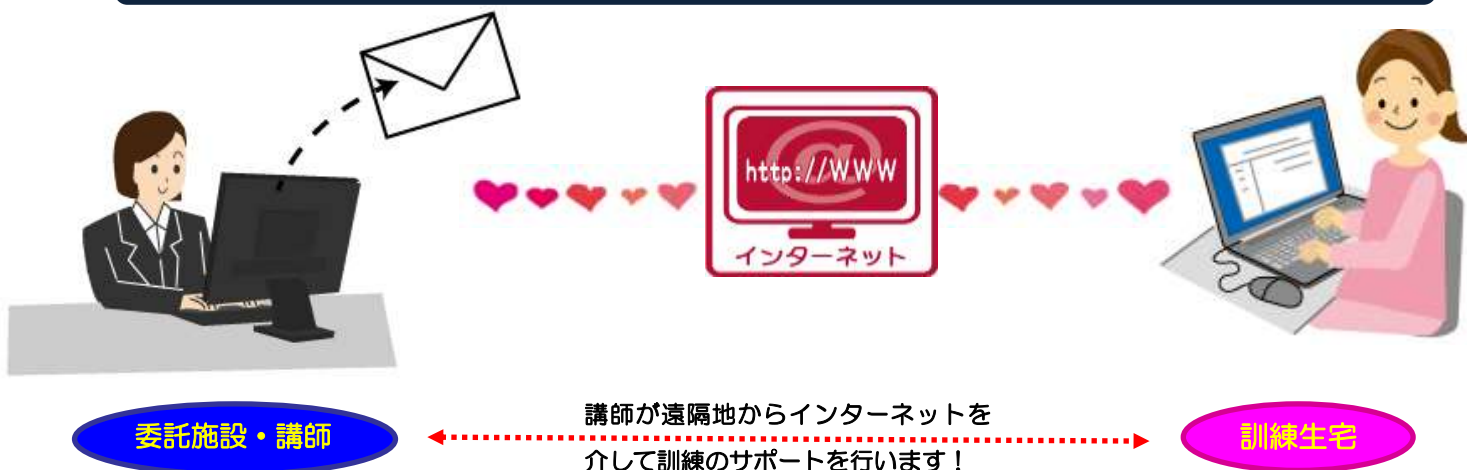 http://WWW
インターネット
講師が遠隔地からインターネットを
委託施設・講師
訓練生宅
介して訓練のサポートを行います！